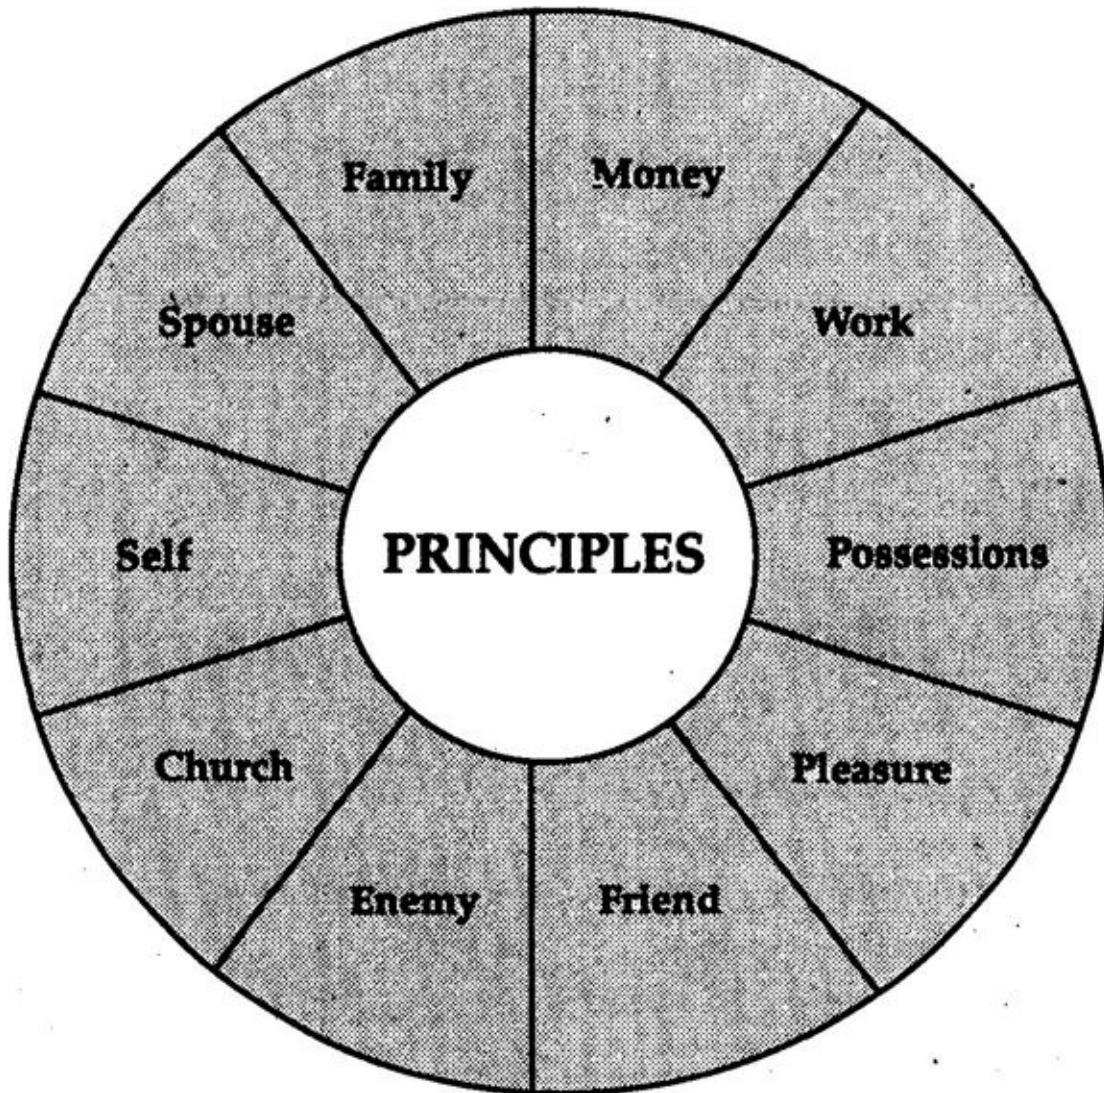 Family
Money
Spouse
Work
Self
PRINCIPLES
Possessions
Church
Pleasure
Enemy
Friend